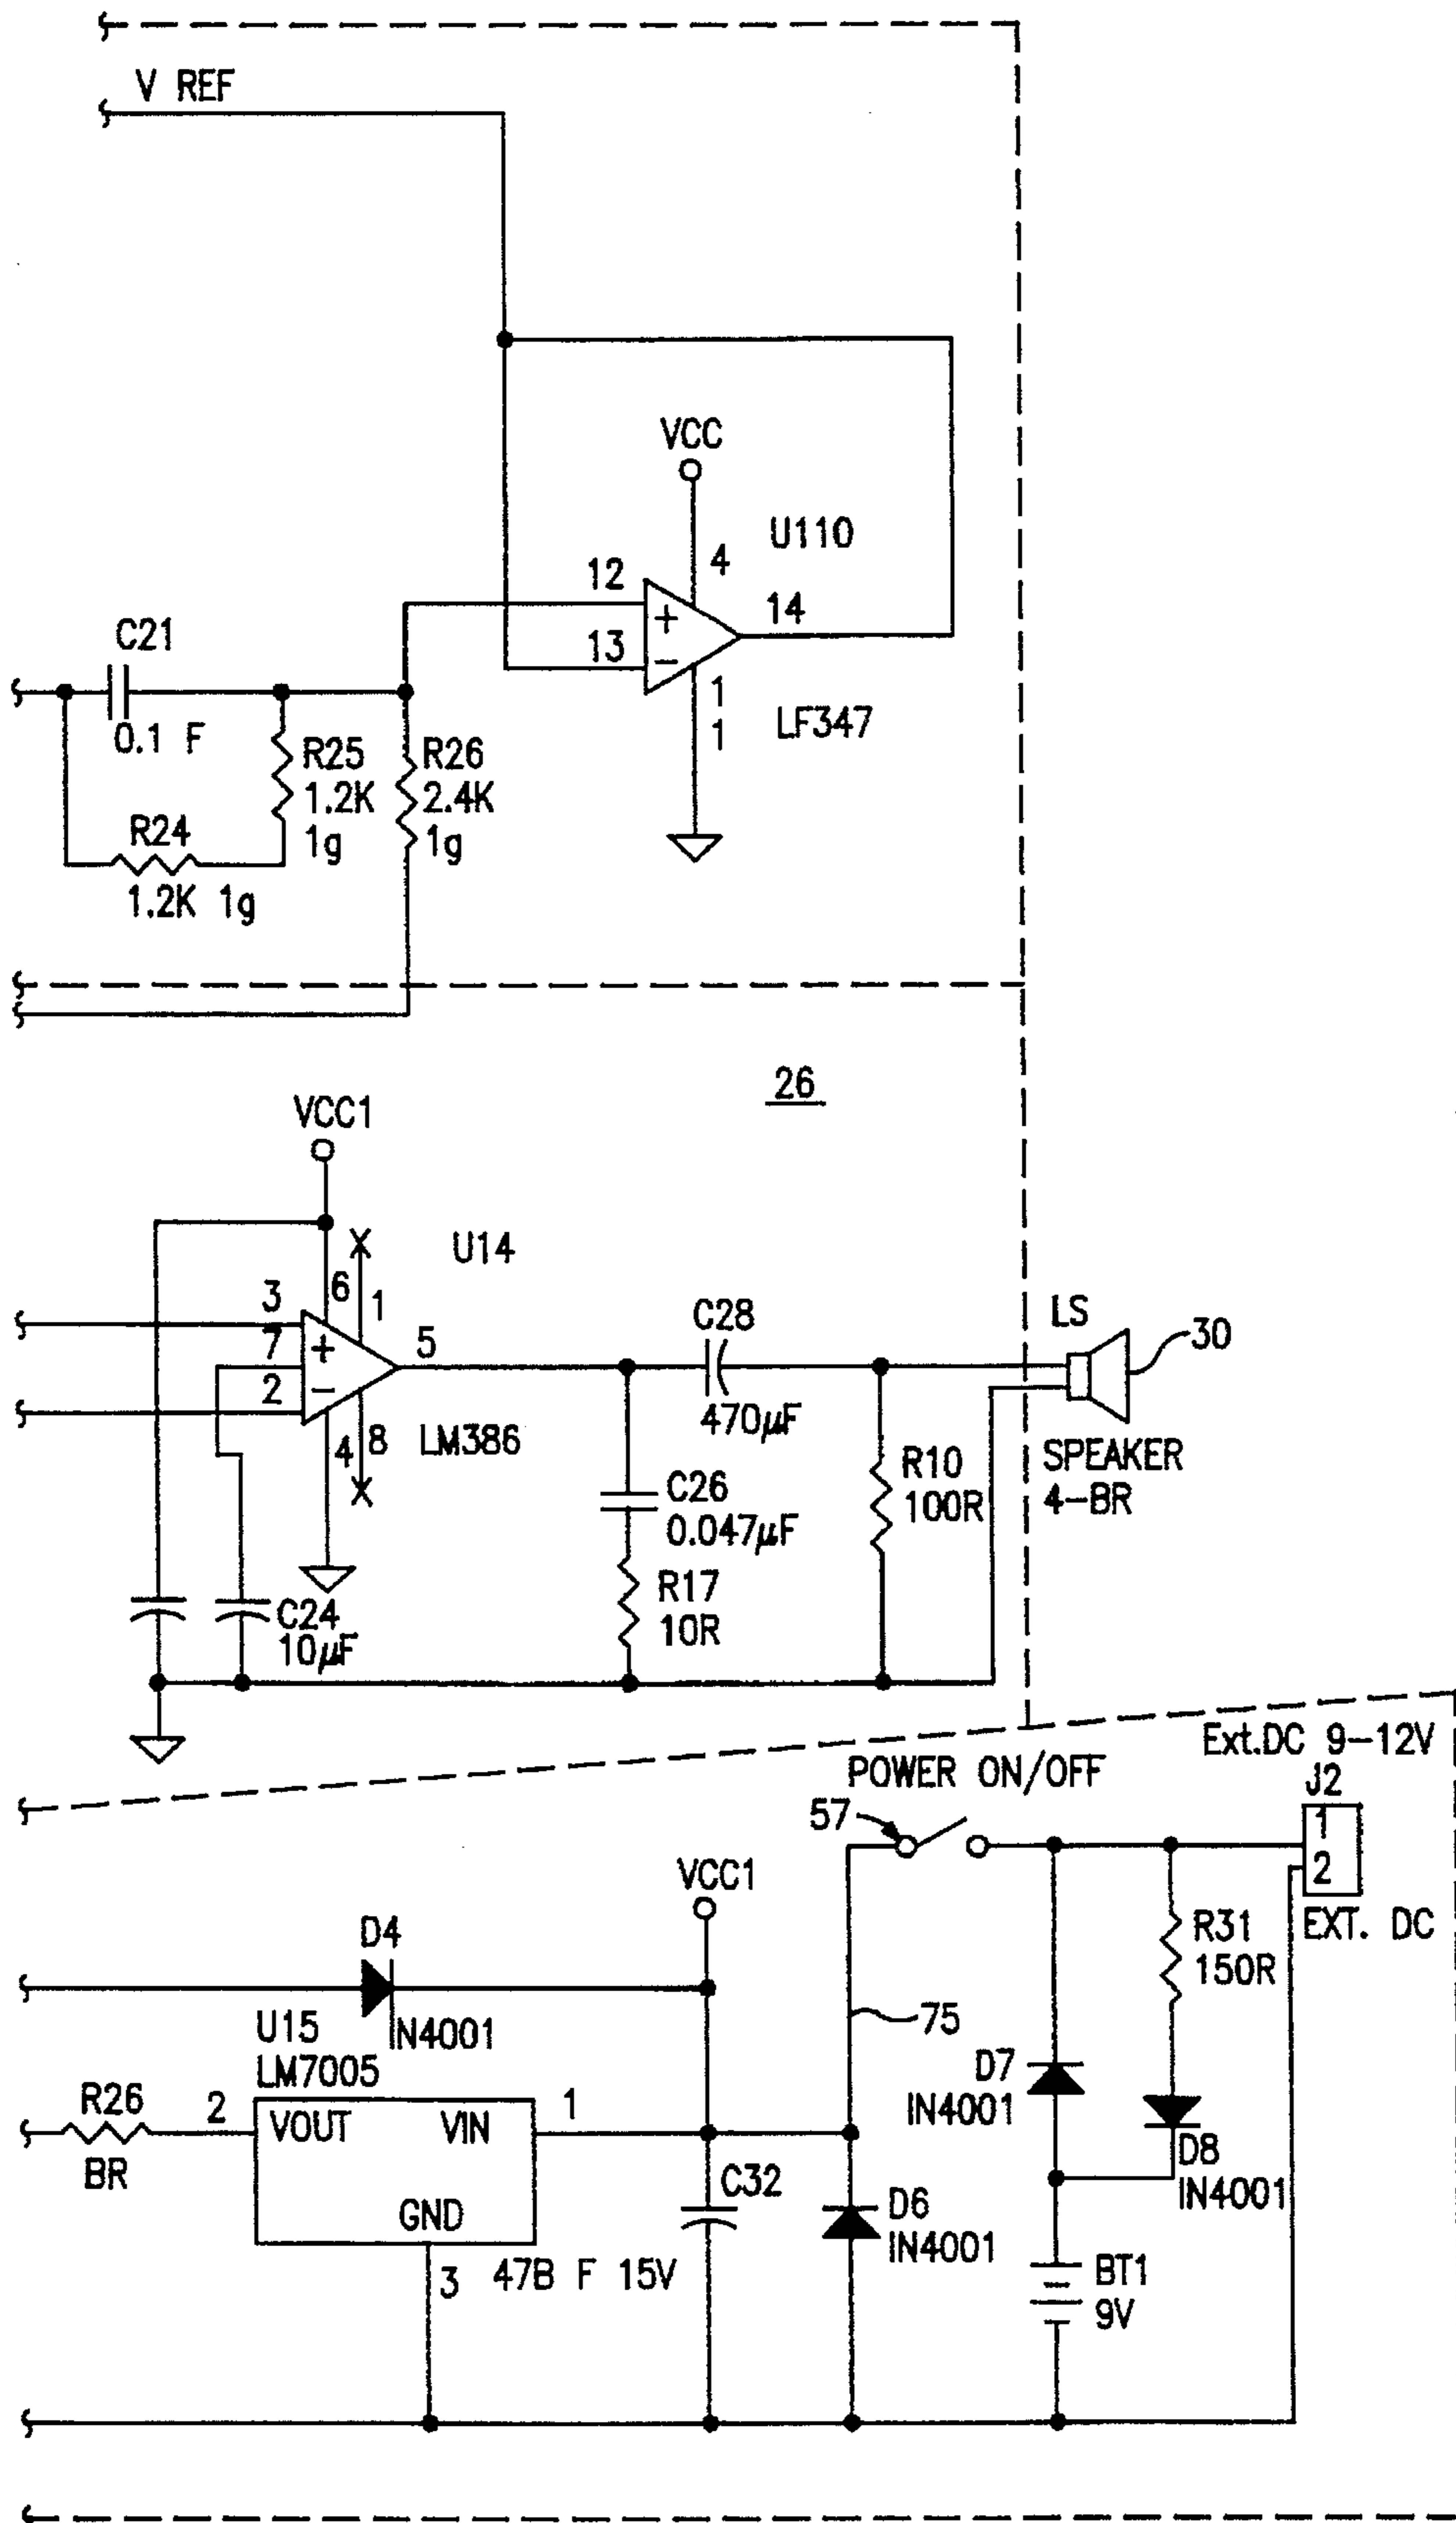 V REF
VCC
U110
4
12
14
+
13
−
C21
0.1 F
1
1
LF347
R25
1.2K
1g
R26
2.4K
1g
R24
1.2K 1g
26
VCC1
U14
6
1
3
7
2
+
−
5
4
8
LM386
C28
470µF
LS
30
SPEAKER
4-BR
R10
100R
C26
0.047µF
R17
10R
C24
10µF
Ext.DC 9-12V
POWER ON/OFF
J2
57
1
2
EXT. DC
VCC1
D4
IN4001
R31
150R
75
U15
LM7005
D7
IN4001
R26
BR
2
VOUT
VIN
1
GND
3
D8
IN4001
C32
47B F 15V
D6
IN4001
BT1
9V